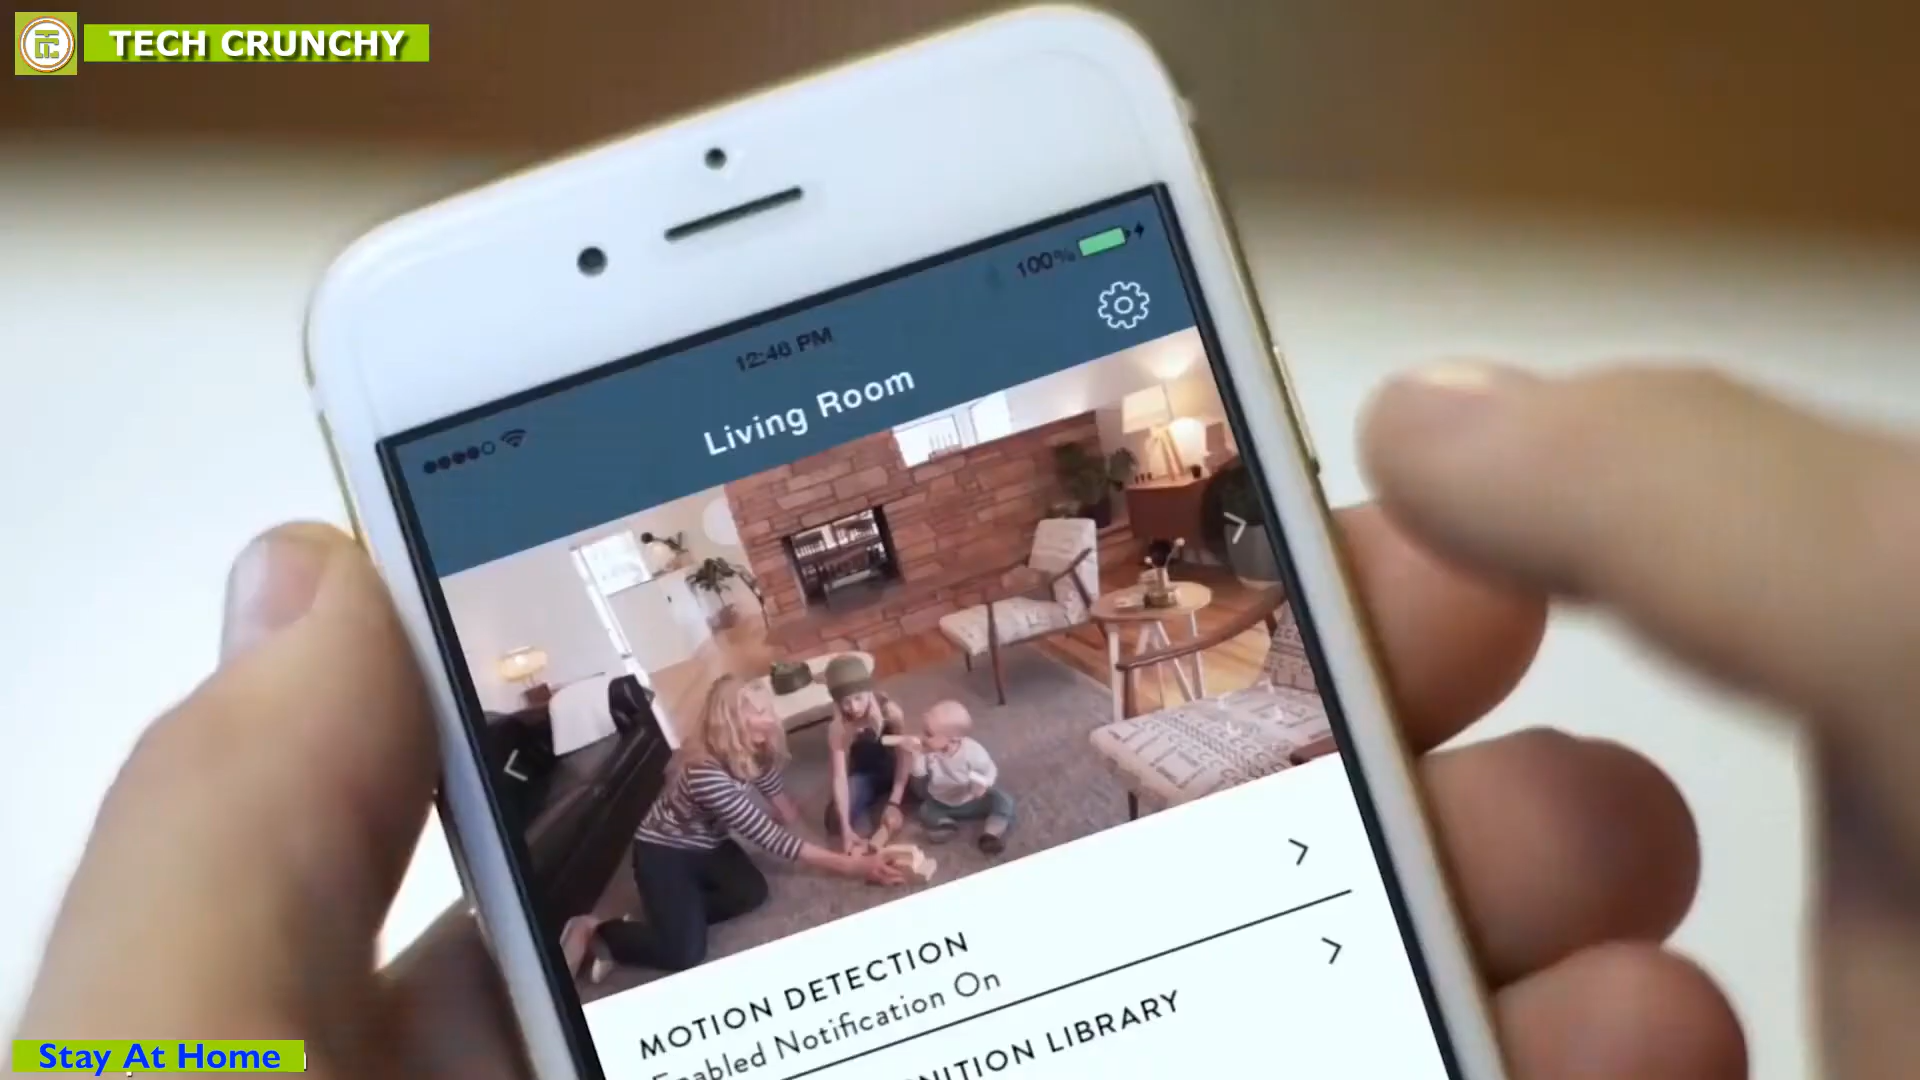 TECH CRUNCHY
100%
12:46 PM
Living Room
MOTION DETECTION
Enabled Notification On
LIBRARY
Stay At Home